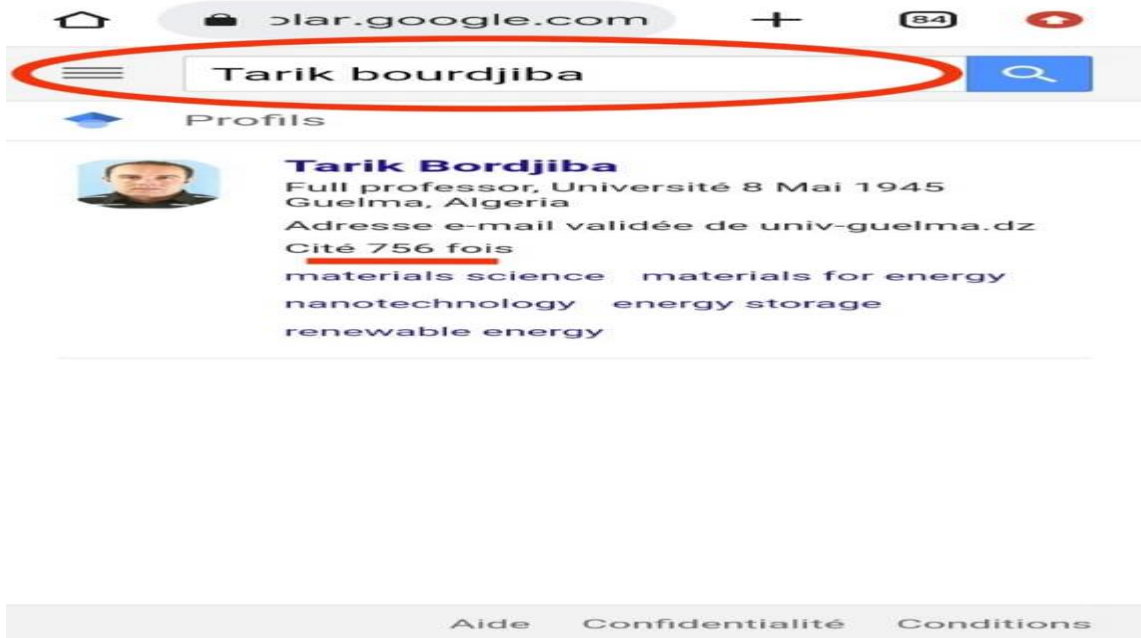 olar.google.com 84
Tarik bourdjiba
Profils
Tarik Bordjiba
Full professor, Université 8 Mai 1945
Guelma, Algeria
Adresse e-mail validée de univ-guelma.dz
Cité 756 fois
materials science materials for energy
nanotechnology energy storage
renewable energy
Aide Confidentialité Conditions